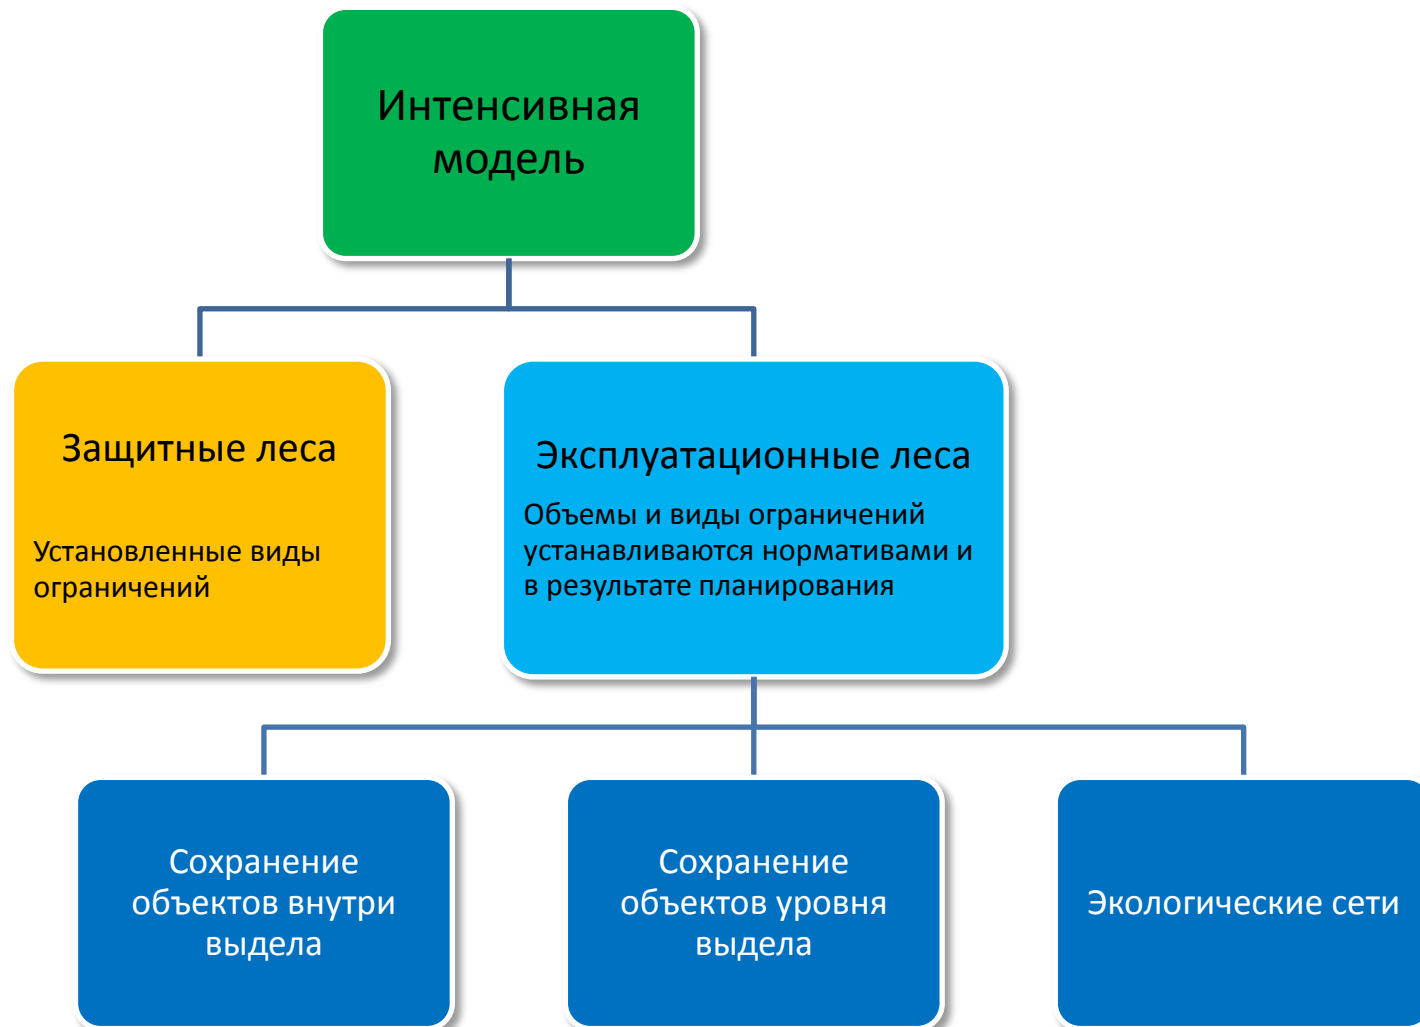 Интенсивная
модель
Защитные леса
Установленные виды
ограничений
Эксплуатационные леса
Объемы и виды ограничений
устанавливаются нормативами и
в результате планирования
Сохранение
объектов внутри
выдела
Сохранение
объектов уровня
выдела
Экологические сети